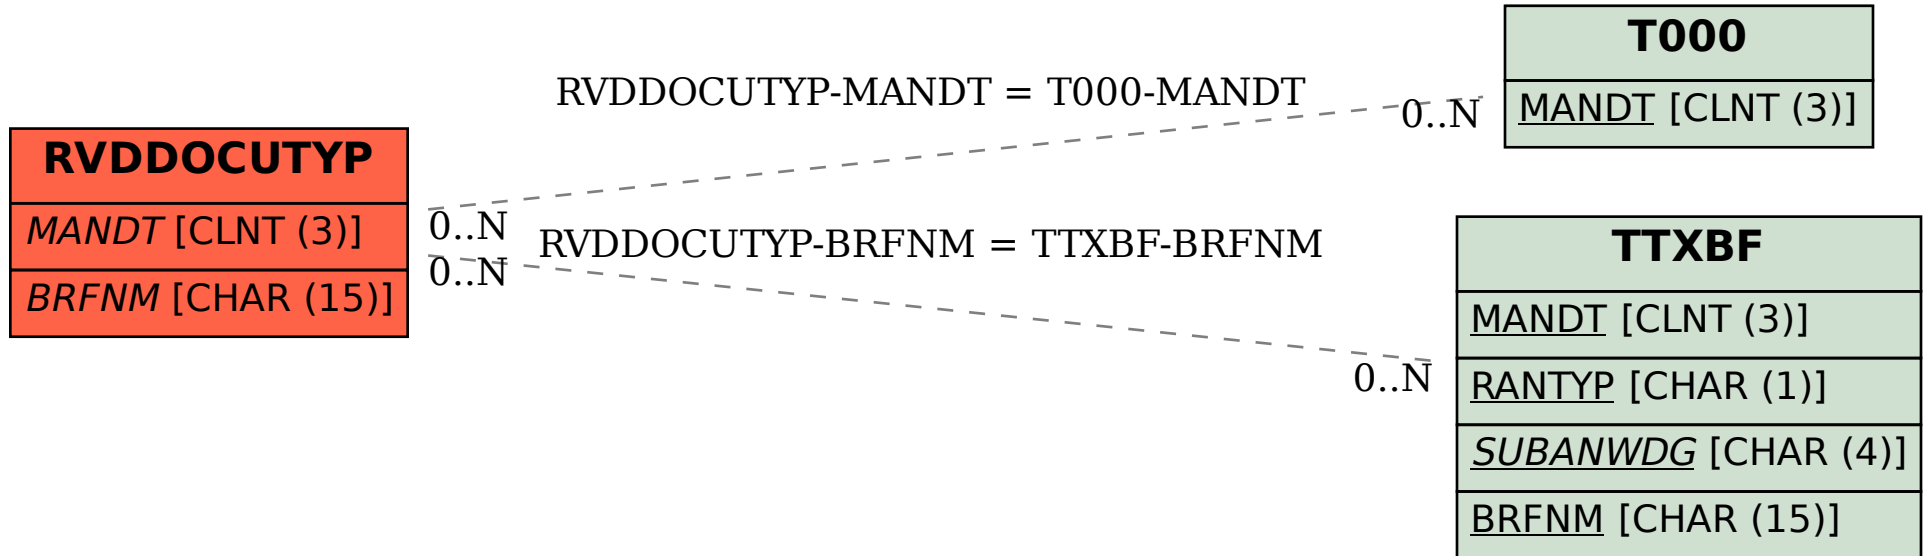 RVDDOCUTYP
MANDT [CLNT (3)]
BRFNM [CHAR (15)]
RVDDOCUTYP-MANDT = T000-MANDT
0..N
0..N
RVDDOCUTYP-BRFNM = TTXBF-BRFNM
0..N
0..N
T000
MANDT [CLNT (3)]
TTXBF
MANDT [CLNT (3)]
RANTYP [CHAR (1)]
SUBANWDG [CHAR (4)]
BRFNM [CHAR (15)]